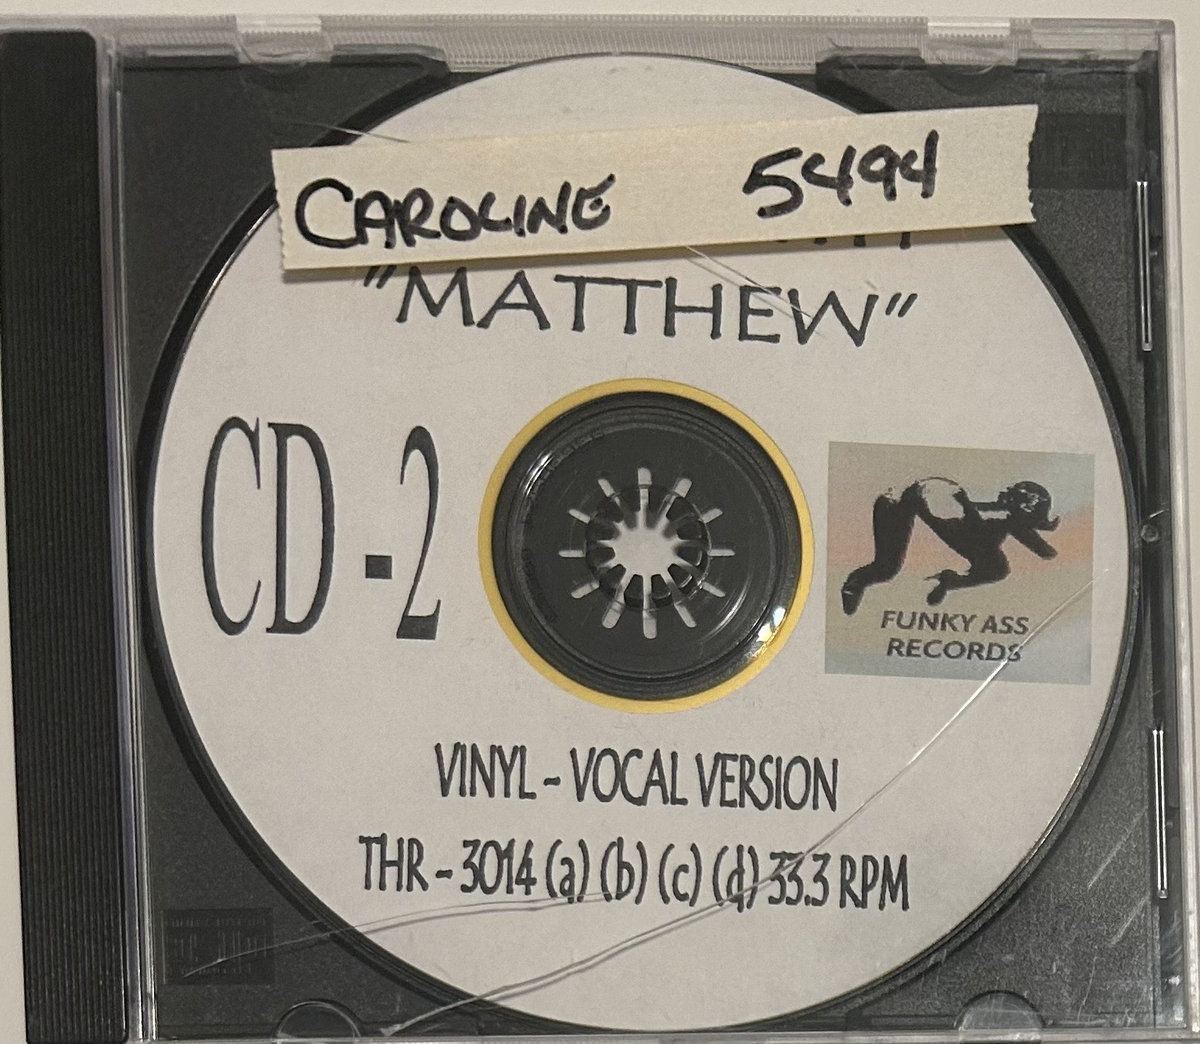 CAROLINE 5494
"MATTHEW"
CD - 2
FUNKY ASS
RECORDS
VINYL ~ VOCAL VERSION
THR ~ 3014 (a) (b) (c) (d) 33.3 RPM